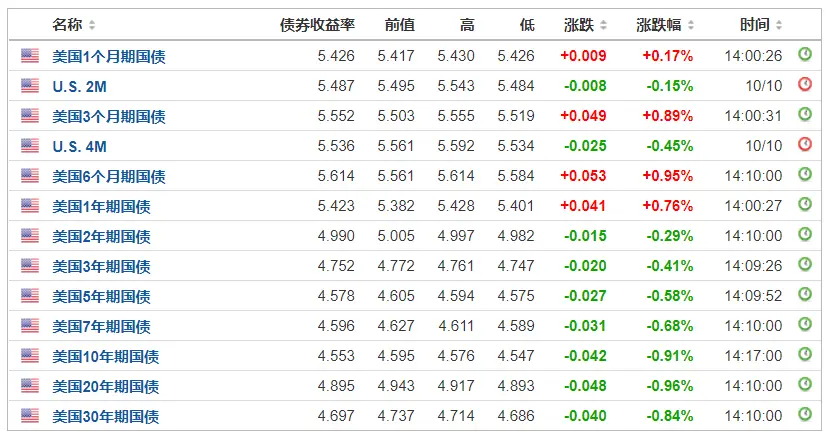 名称 债券收益率 前值 高 低 涨跌 涨跌幅 时间
美国1个月期国债 5.426 5.417 5.430 5.426 +0.009 +0.17% 14:00:26
U.S. 2M 5.487 5.495 5.543 5.484 -0.008 -0.15% 10/10
美国3个月期国债 5.552 5.503 5.555 5.519 +0.049 +0.89% 14:00:31
U.S. 4M 5.536 5.561 5.592 5.534 -0.025 -0.45% 10/10
美国6个月期国债 5.614 5.561 5.614 5.584 +0.053 +0.95% 14:10:00
美国1年期国债 5.423 5.382 5.428 5.401 +0.041 +0.76% 14:00:27
美国2年期国债 4.990 5.005 4.997 4.982 -0.015 -0.29% 14:10:00
美国3年期国债 4.752 4.772 4.761 4.747 -0.020 -0.41% 14:09:26
美国5年期国债 4.578 4.605 4.594 4.575 -0.027 -0.58% 14:09:52
美国7年期国债 4.596 4.627 4.611 4.589 -0.031 -0.68% 14:10:00
美国10年期国债 4.553 4.595 4.576 4.547 -0.042 -0.91% 14:17:00
美国20年期国债 4.895 4.943 4.917 4.893 -0.048 -0.96% 14:10:00
美国30年期国债 4.697 4.737 4.714 4.686 -0.040 -0.84% 14:10:00